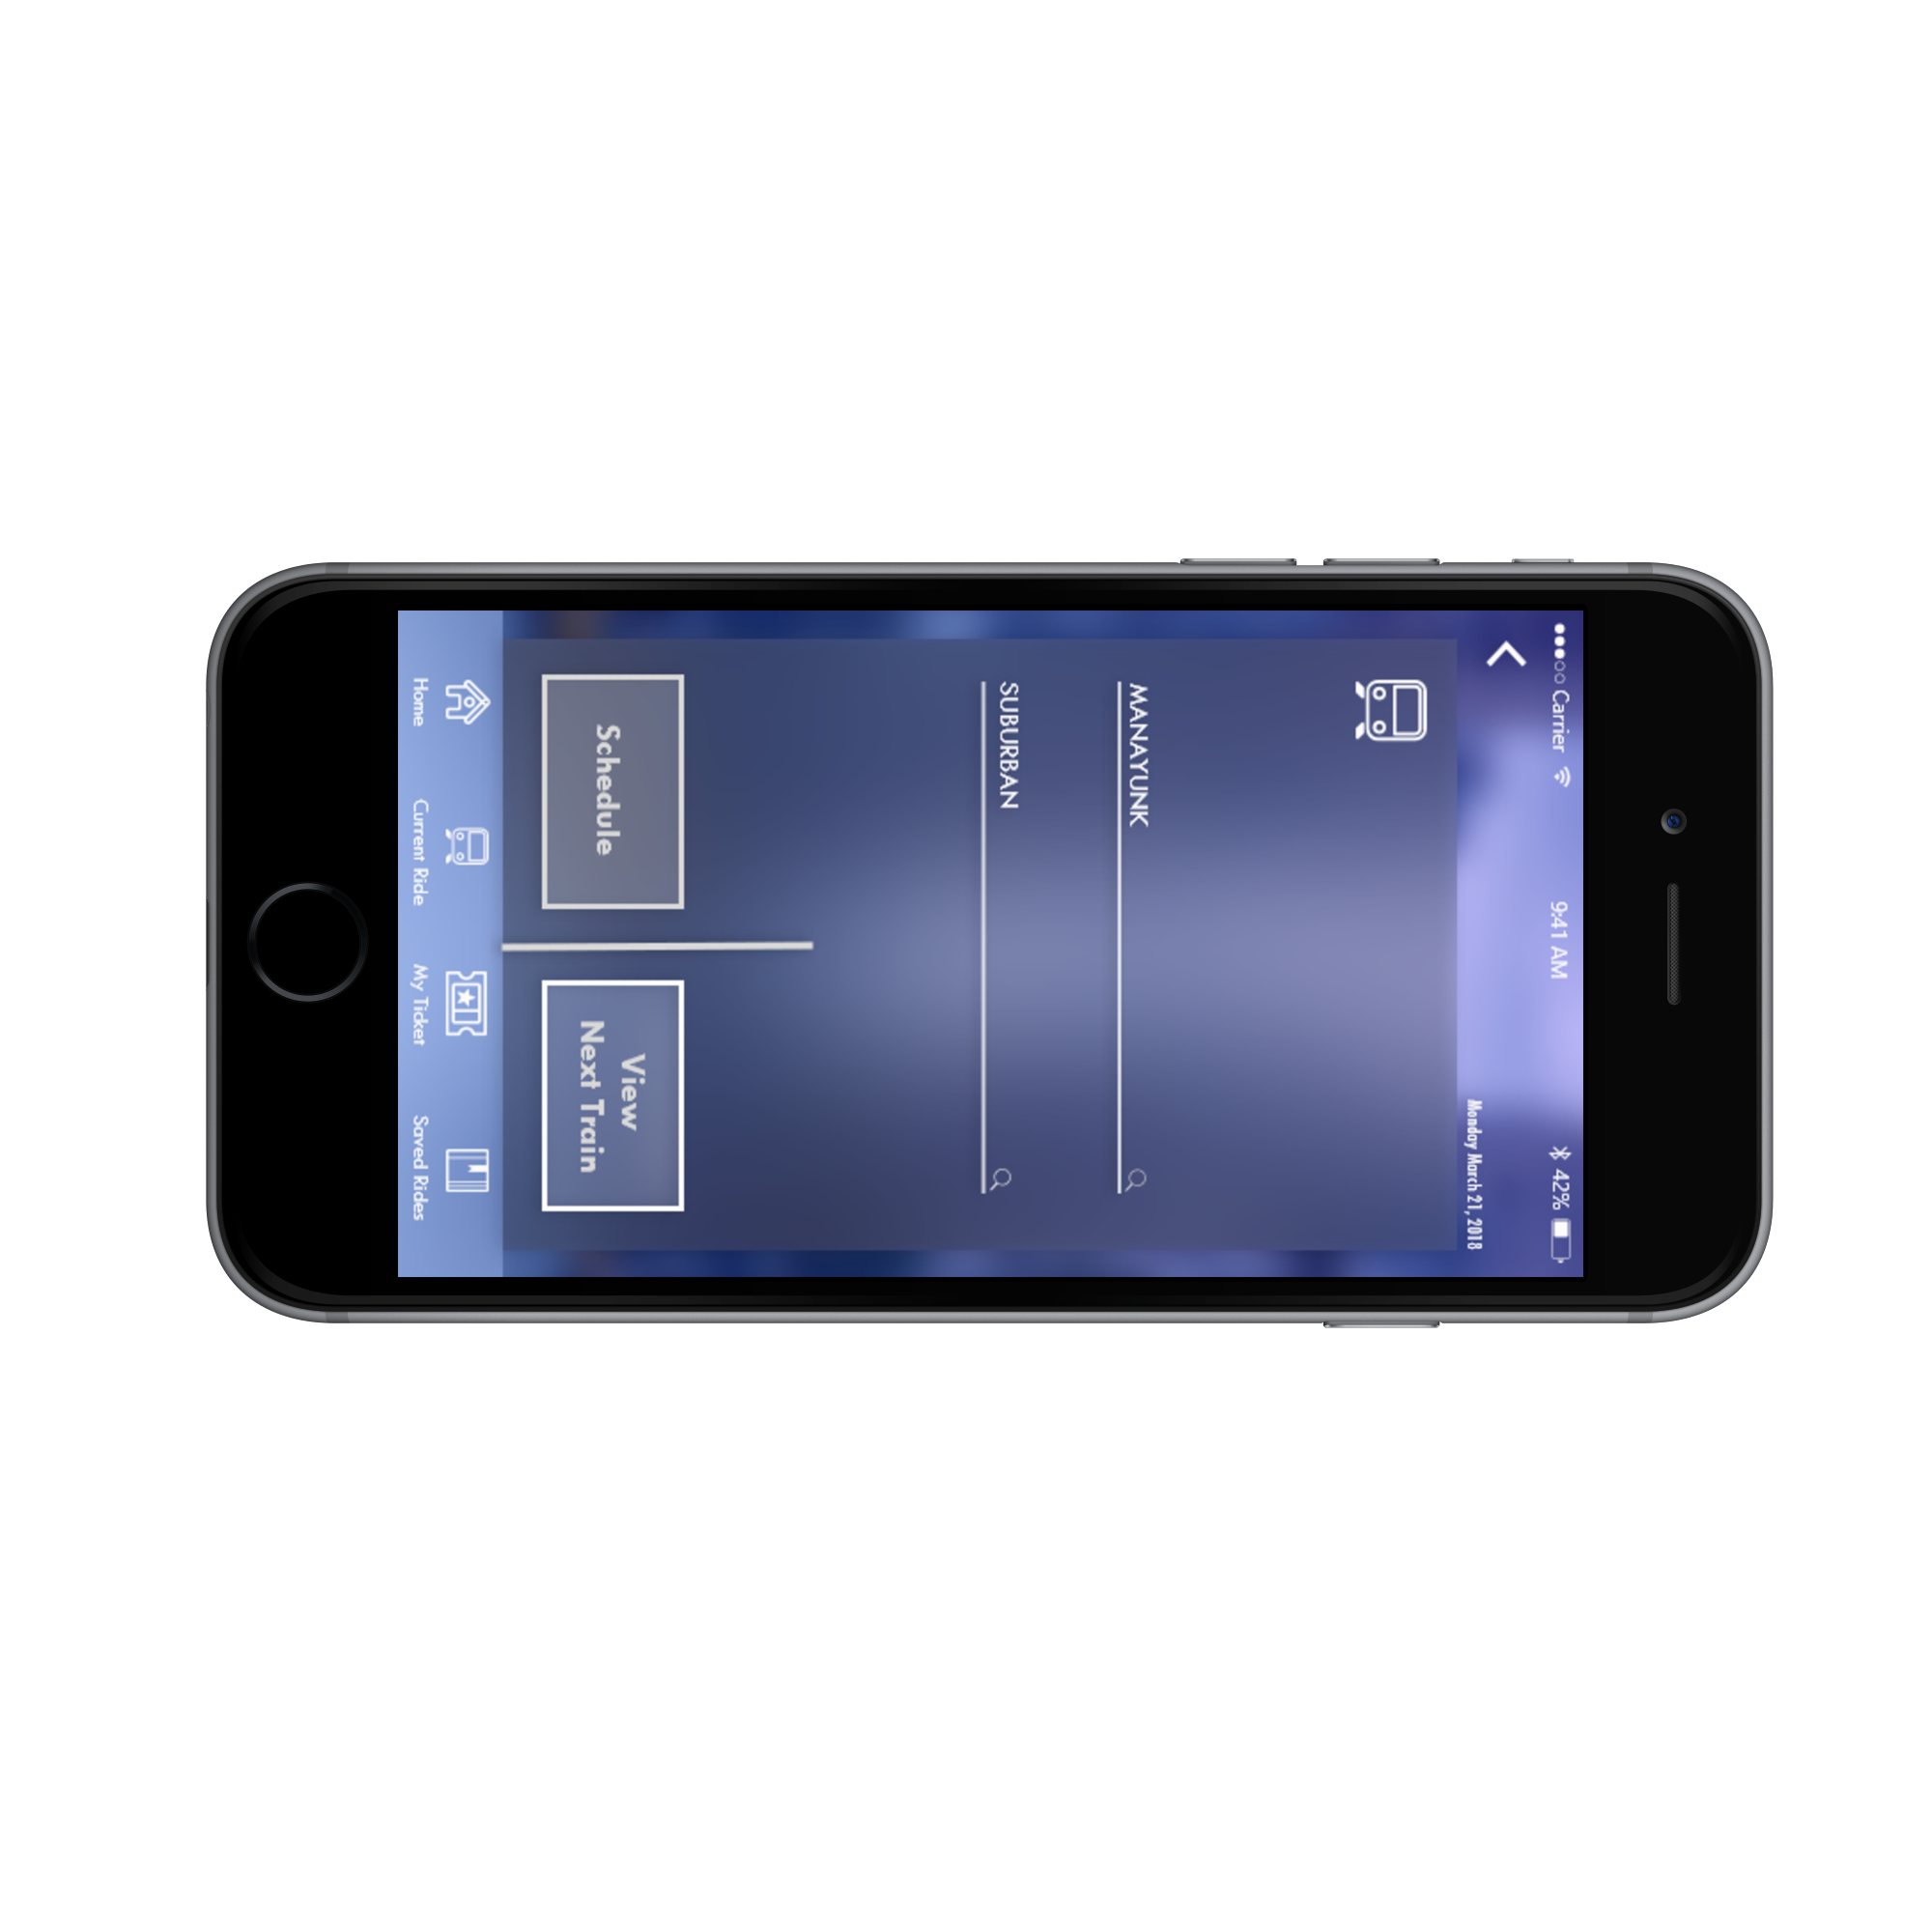 Carrier 9:41 AM 42%
Monday March 21, 2018
MANAYUNK
SUBURBAN
Schedule
View
Next Train
Home
Current Ride
My Ticket
Saved Rides